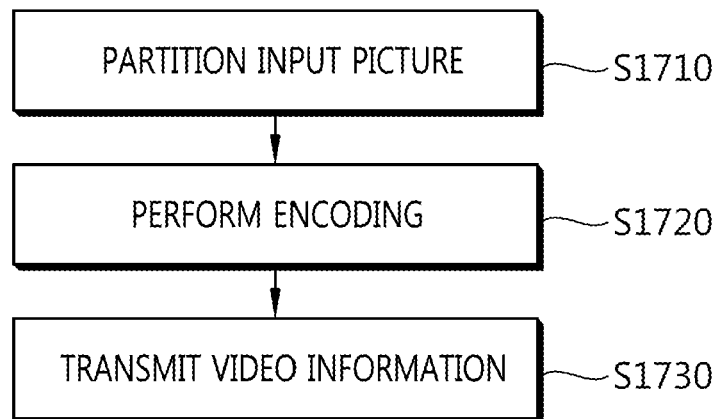 PARTITION INPUT PICTURE
S1710
PERFORM ENCODING
S1720
TRANSMIT VIDEO INFORMATION
S1730